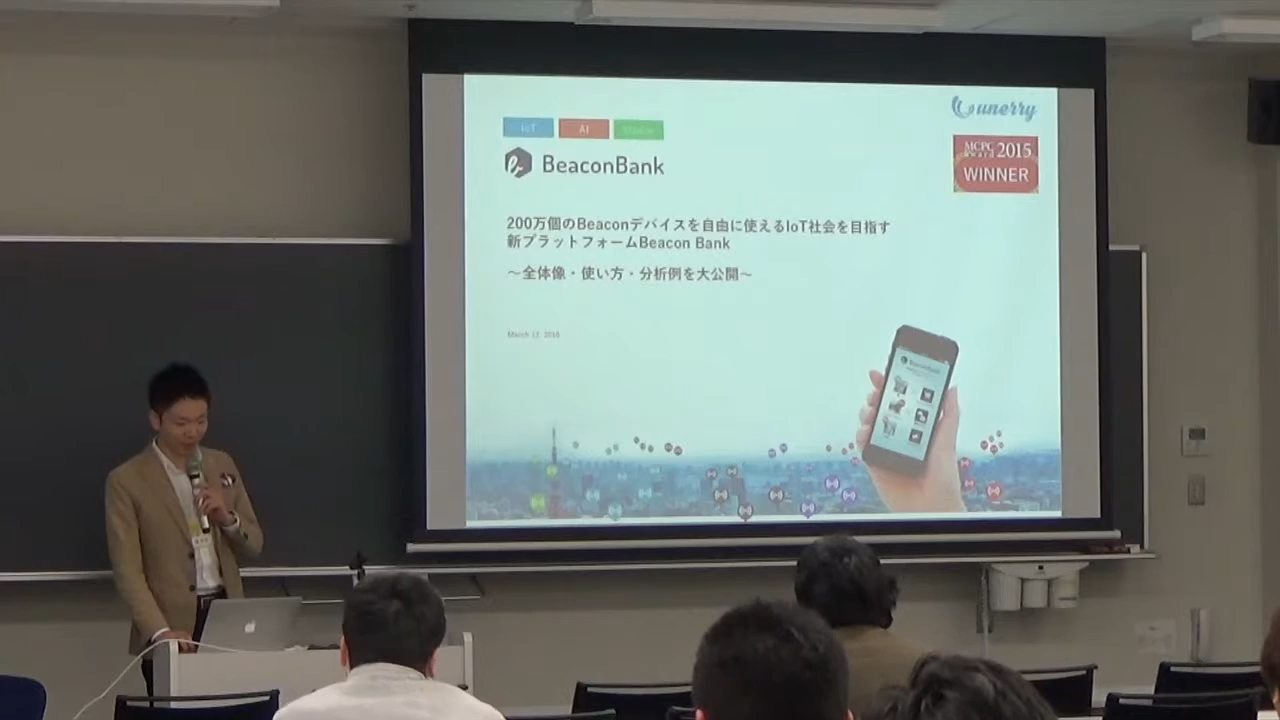 unerry
IoT
AI
BeaconBank
MCPC
award 2015
WINNER
200万個のBeaconデバイスを自由に使えるIoT社会を目指す
新プラットフォームBeacon Bank
～全体像・使い方・分析例を大公開～
BeaconBank